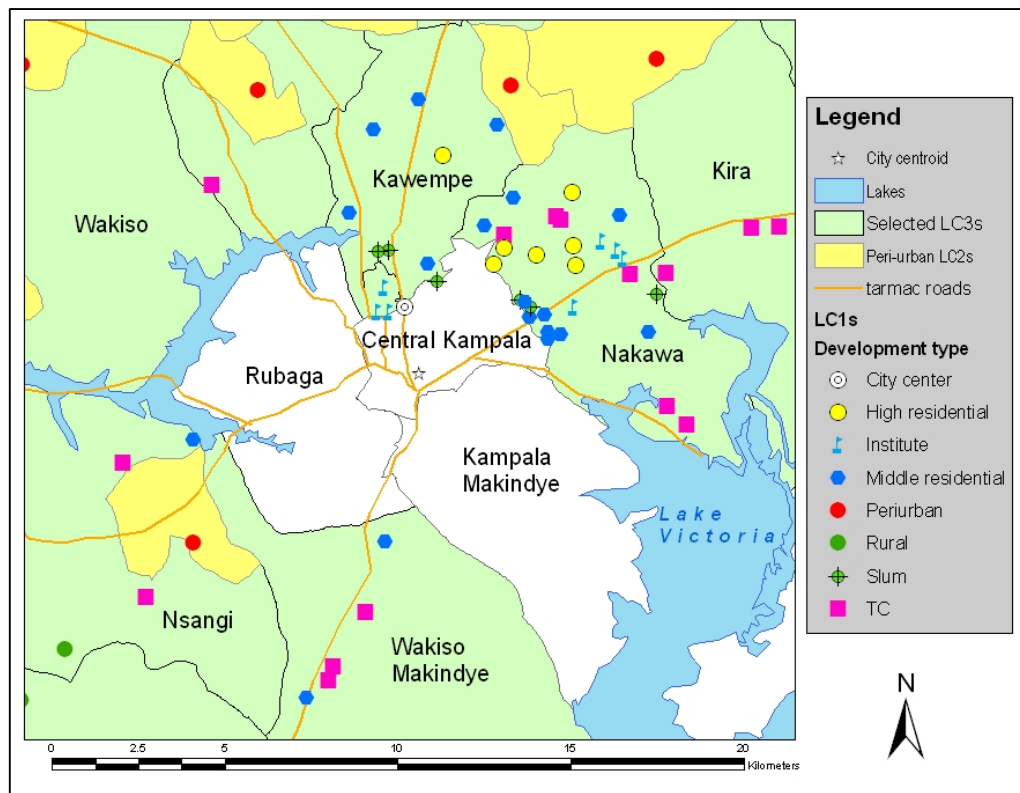 Kawempe
Kira
Wakiso
Central Kampala
Rubaga
Nakawa
Kampala
Makindye
Lake
Victoria
Nsangi
Wakiso
Makindye
Legend
City centroid
Lakes
Selected LC3s
Peri-urban LC2s
tarmac roads
LC1s
Development type
City center
High residential
Institute
Middle residential
Periurban
Rural
Slum
TC
N
0 2.5 5 10 15 20
Kilometers